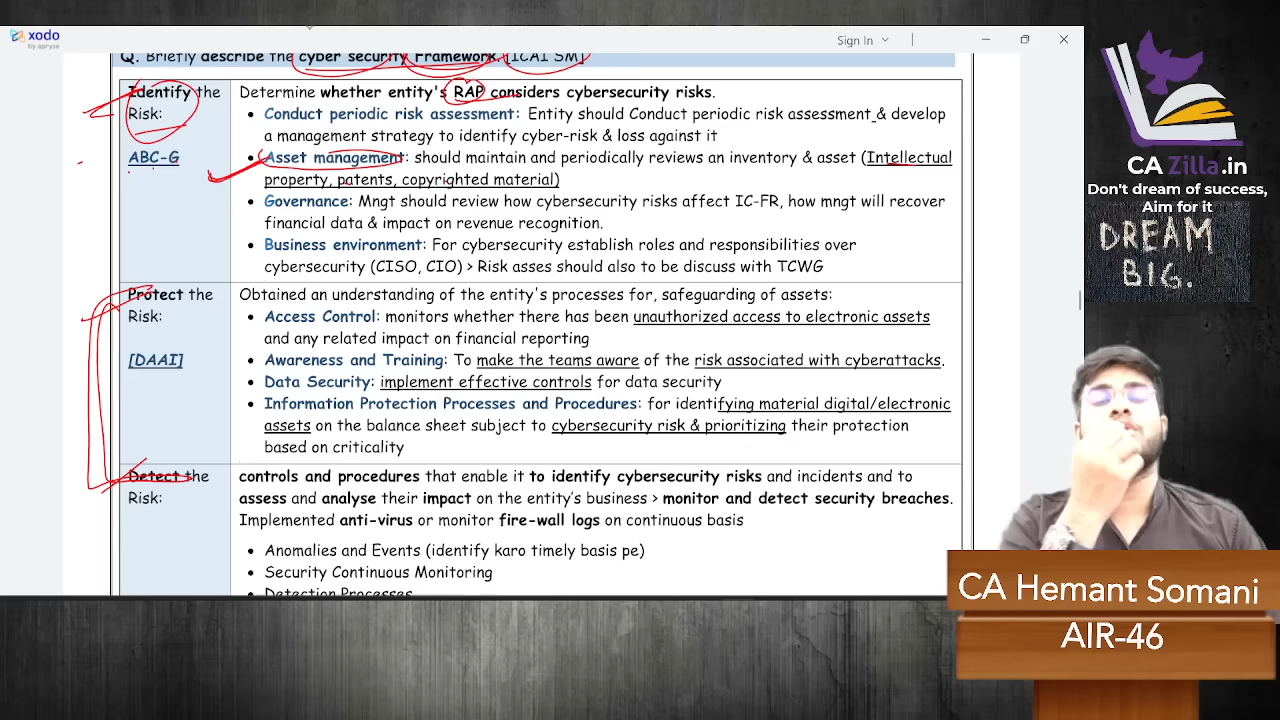 xodo
by apryse
Sign In
Q. Briefly describe the cyber security Framework. [ICAI SM]
Identify the
Risk:
ABC-G
Determine whether entity's RAP considers cybersecurity risks.
• Conduct periodic risk assessment: Entity should Conduct periodic risk assessment & develop
a management strategy to identify cyber-risk & loss against it
• Asset management: should maintain and periodically reviews an inventory & asset (Intellectual
property, patents, copyrighted material)
• Governance: Mngt should review how cybersecurity risks affect IC-FR, how mngt will recover
financial data & impact on revenue recognition.
• Business environment: For cybersecurity establish roles and responsibilities over
cybersecurity (CISO, CIO) > Risk asses should also to be discuss with TCWG
Protect the
Risk:
[DAAI]
Obtained an understanding of the entity's processes for, safeguarding of assets:
• Access Control: monitors whether there has been unauthorized access to electronic assets
and any related impact on financial reporting
• Awareness and Training: To make the teams aware of the risk associated with cyberattacks.
• Data Security: implement effective controls for data security
• Information Protection Processes and Procedures: for identifying material digital/electronic
assets on the balance sheet subject to cybersecurity risk & prioritizing their protection
based on criticality
Detect the
Risk:
controls and procedures that enable it to identify cybersecurity risks and incidents and to
assess and analyse their impact on the entity's business > monitor and detect security breaches.
Implemented anti-virus or monitor fire-wall logs on continuous basis
• Anomalies and Events (identify karo timely basis pe)
• Security Continuous Monitoring
• Detection Processes
CA Zilla.in
Don't dream of success,
Aim for it
DREAM
BIG.
CA Hemant Somani
AIR-46